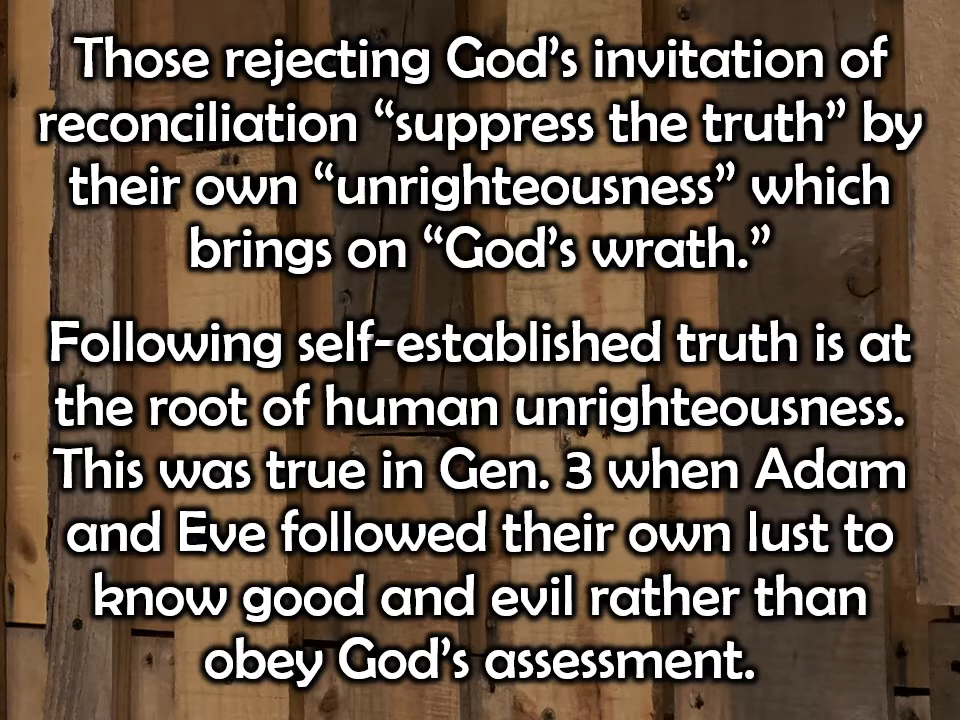 Those rejecting God’s invitation of
reconciliation “suppress the truth” by
their own “unrighteousness” which
brings on “God’s wrath.”
Following self-established truth is at
the root of human unrighteousness.
This was true in Gen. 3 when Adam
and Eve followed their own lust to
know good and evil rather than
obey God’s assessment.